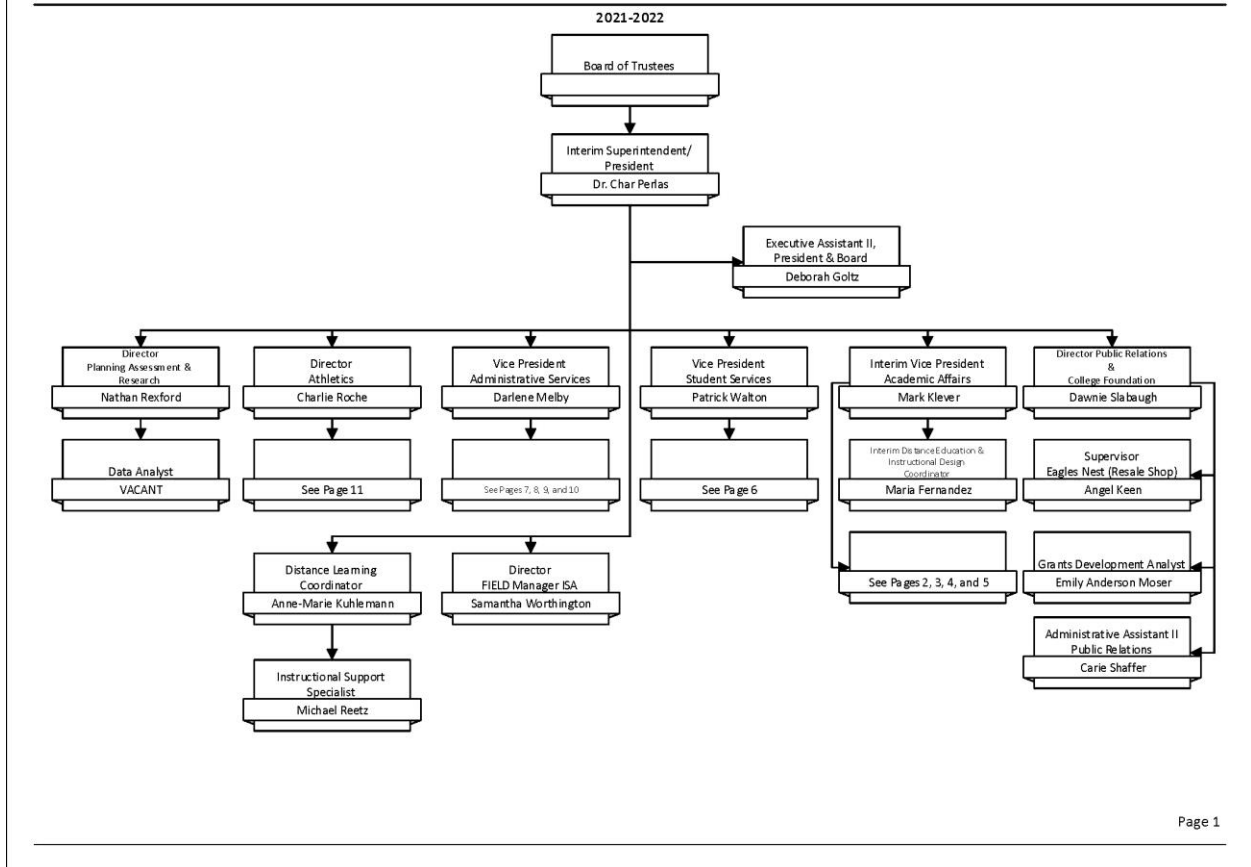 2021-2022
Board of Trustees
Interim Superintendent/
President
Dr. Char Perlas
Executive Assistant II,
President & Board
Deborah Goltz
Director
Planning Assessment &
Research
Nathan Rexford
Director
Athletics
Charlie Roche
Vice President
Administrative Services
Darlene Melby
Vice President
Student Services
Patrick Walton
Interim Vice President
Academic Affairs
Mark Klever
Director Public Relations
&
College Foundation
Dawnie Slabaugh
Data Analyst
VACANT
See Page 11
See Pages 7, 8, 9, and 10
See Page 6
Interim Distance Education &
Instructional Design
Coordinator
Maria Fernandez
Supervisor
Eagles Nest (Resale Shop)
Angel Keen
Distance Learning
Coordinator
Anne-Marie Kuhlemann
Director
FIELD Manager ISA
Samantha Worthington
See Pages 2, 3, 4, and 5
Grants Development Analyst
Emily Anderson Moser
Instructional Support
Specialist
Michael Reetz
Administrative Assistant II
Public Relations
Carie Shaffer
Page 1